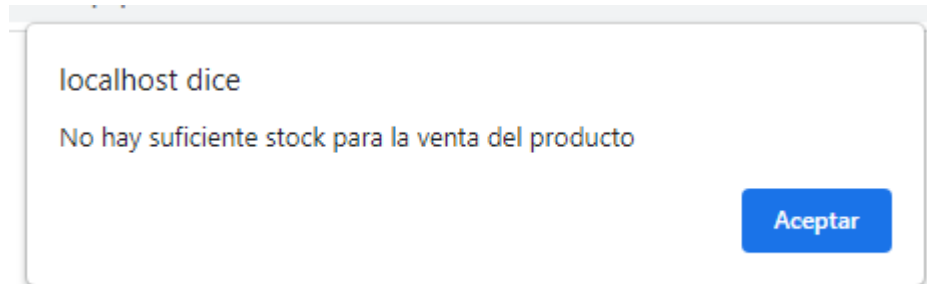 localhost dice
No hay suficiente stock para la venta del producto
Aceptar